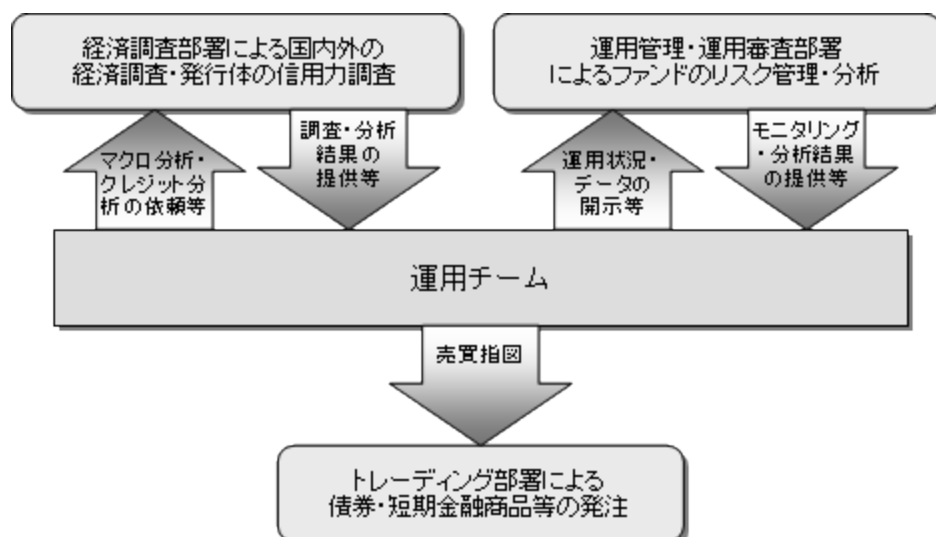 経済調査部署による国内外の
経済調査・発行体の信用力調査
運用管理・運用審査部署
によるファンドのリスク管理・分析
マクロ分析・
クレジット分
析の依頼等
調査・分析
結果の
提供等
運用状況・
データの
開示等
モニタリング
・分析結果
の提供等
運用チーム
売買指図
トレーディング部署による
債券・短期金融商品等の発注